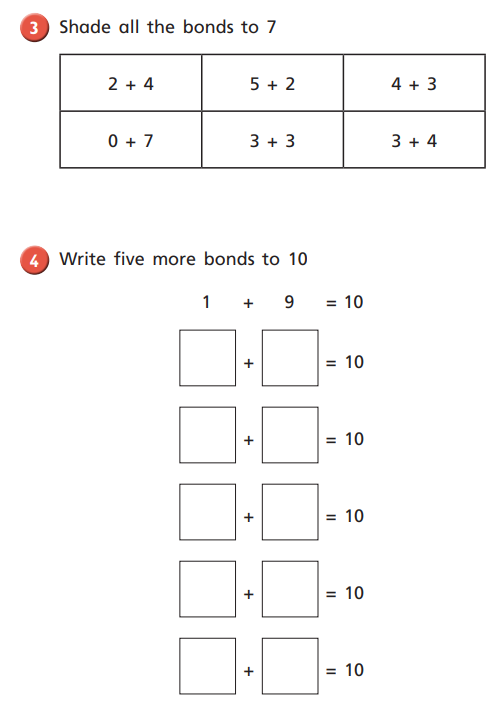 3 Shade all the bonds to 7
2 + 4 5 + 2 4 + 3
0 + 7 3 + 3 3 + 4
4 Write five more bonds to 10
1 + 9 = 10
+ = 10
+ = 10
+ = 10
+ = 10
+ = 10